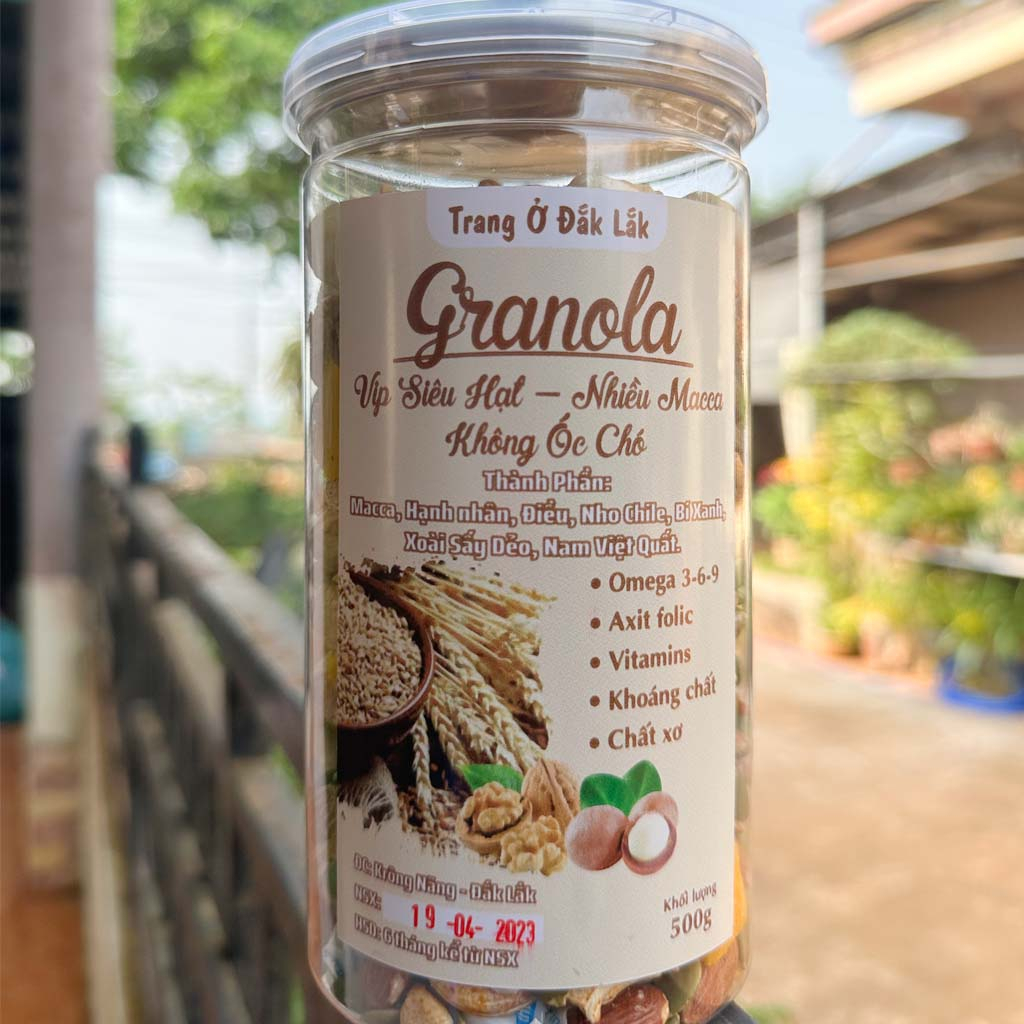 Trang Ở Đắk Lắk
Granola
Vip Siêu Hạt – Nhiều Macca
Không Óc Chó
Thành Phần:
Macca, Hạnh nhân, Điều, Nho Chile, Bí Xanh,
Xoài Sấy Dẻo, Nam Việt Quất.
• Omega 3-6-9
• Axit folic
• Vitamins
• Khoáng chất
• Chất xơ
ĐC: Krông Năng - Đắk Lắk
NSX: 19 -04- 2023
HSD: 6 tháng kể từ NSX
Khối lượng
500g